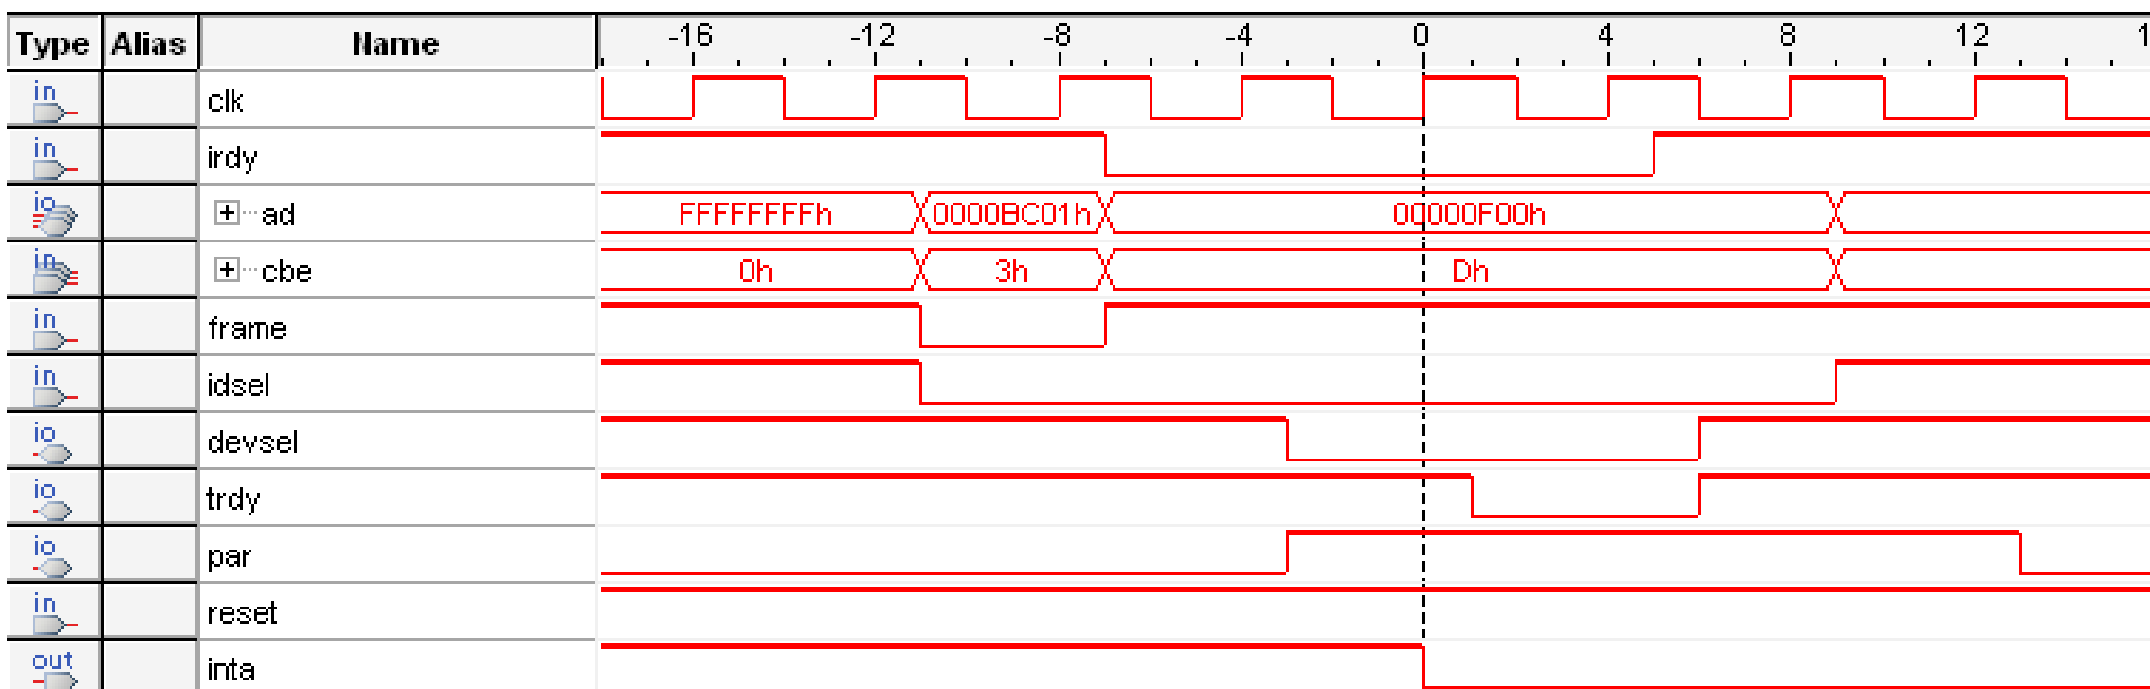 Type Alias Name -16 -12 -8 -4 0 4 8 12 1
in clk
in irdy
io + ad FFFFFFFFh 0000BC01h 00000F00h
in + cbe 0h 3h Dh
in frame
in idsel
io devsel
io trdy
io par
in reset
out inta